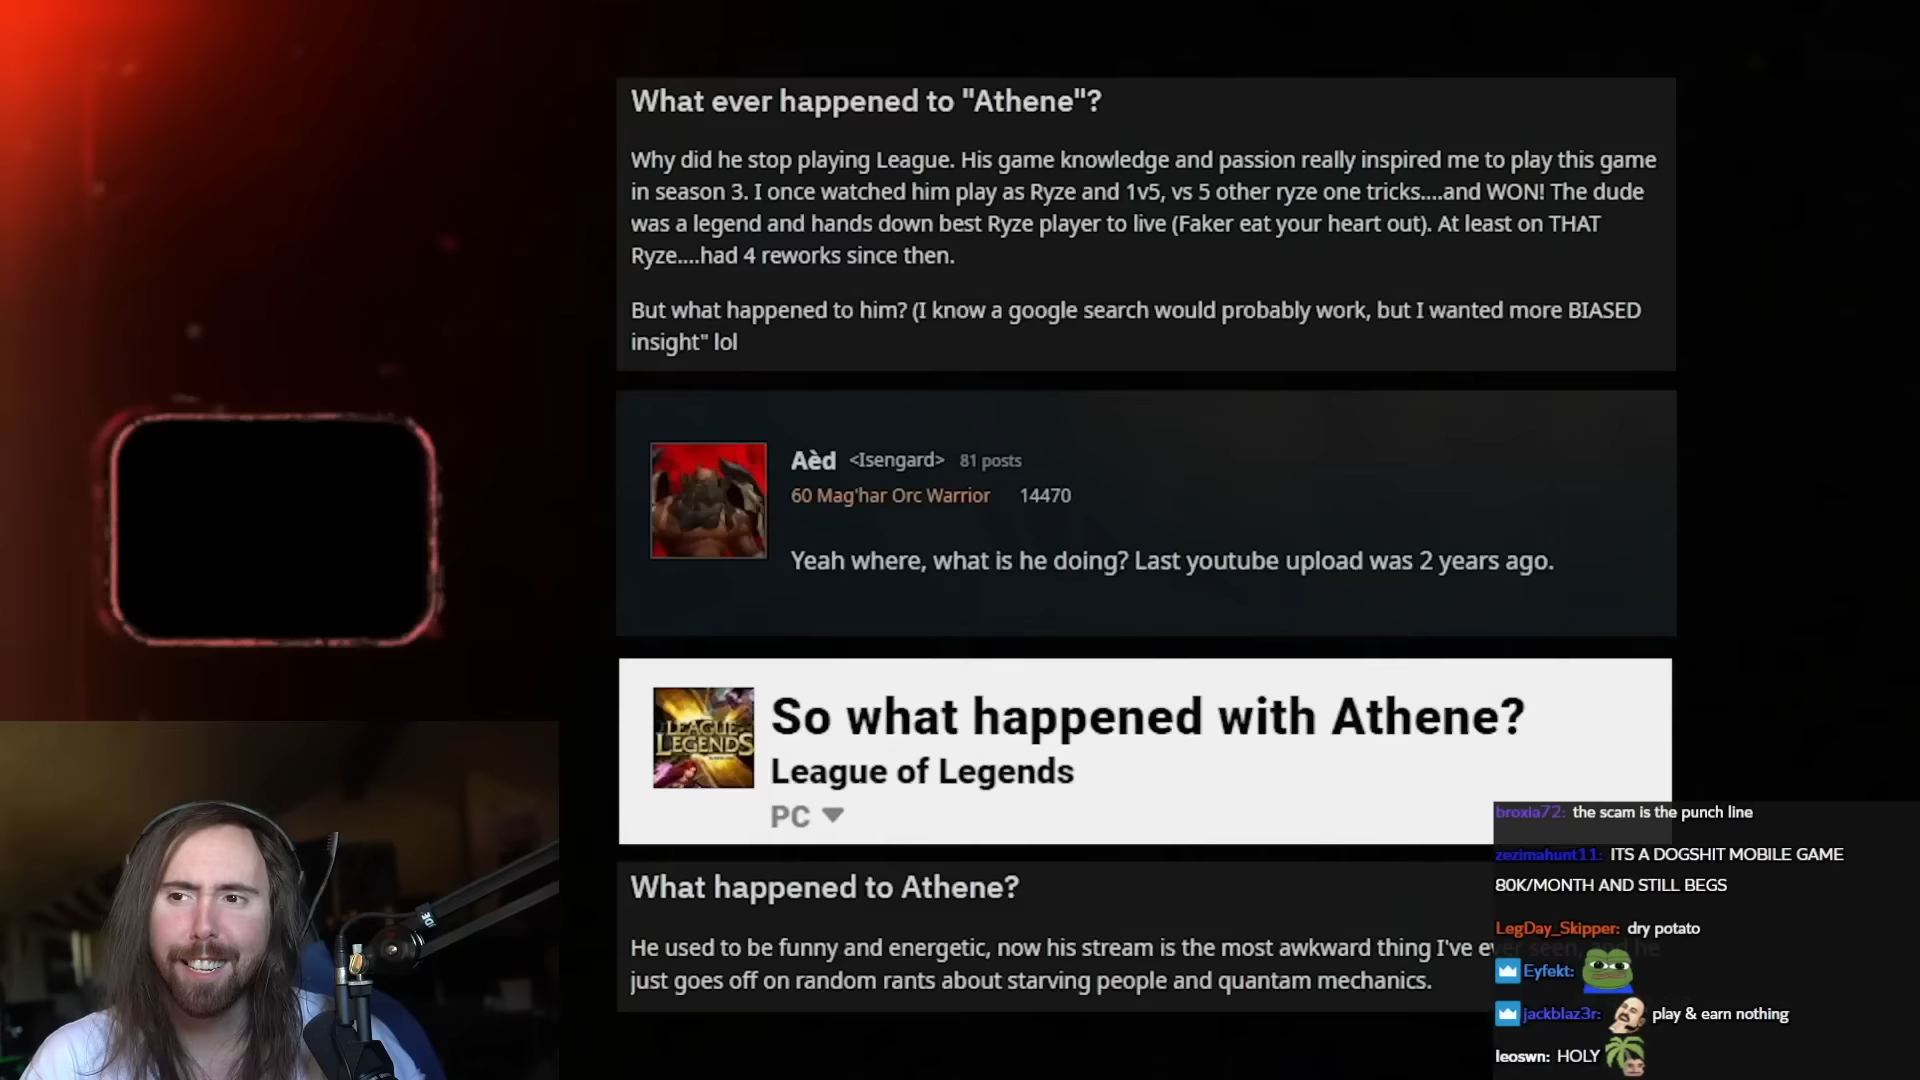 What ever happened to "Athene"?
Why did he stop playing League. His game knowledge and passion really inspired me to play this game
in season 3. I once watched him play as Ryze and 1v5, vs 5 other ryze one tricks....and WON! The dude
was a legend and hands down best Ryze player to live (Faker eat your heart out). At least on THAT
Ryze....had 4 reworks since then.
But what happened to him? (I know a google search would probably work, but I wanted more BIASED
insight" lol
Aèd <Isengard> 81 posts
60 Mag'har Orc Warrior 14470
Yeah where, what is he doing? Last youtube upload was 2 years ago.
LEAGUE
LEGENDS
So what happened with Athene?
League of Legends
PC
What happened to Athene?
He used to be funny and energetic, now his stream is the most awkward thing I've ever seen, and he
just goes off on random rants about starving people and quantam mechanics.
broxia72: the scam is the punch line
zezimahunt11: ITS A DOGSHIT MOBILE GAME
80K/MONTH AND STILL BEGS
LegDay_Skipper: dry potato
Eyfekt:
jackblaz3r: play & earn nothing
leoswn: HOLY